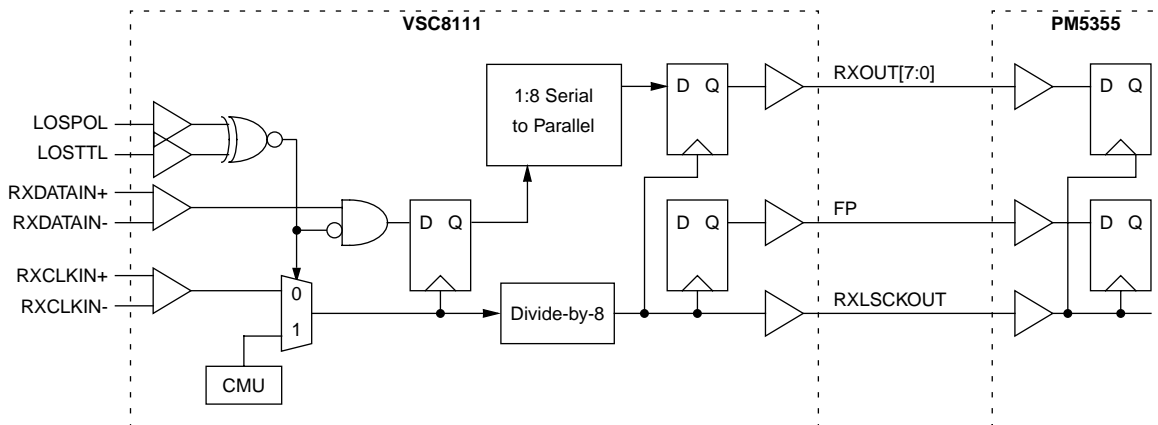 VSC8111
PM5355
LOSPOL
LOSTTL
RXDATAIN+
RXDATAIN-
RXCLKIN+
RXCLKIN-
0
1
CMU
D Q
1:8 Serial
to Parallel
Divide-by-8
D Q
D Q
RXOUT[7:0]
FP
RXLSCKOUT
D Q
D Q